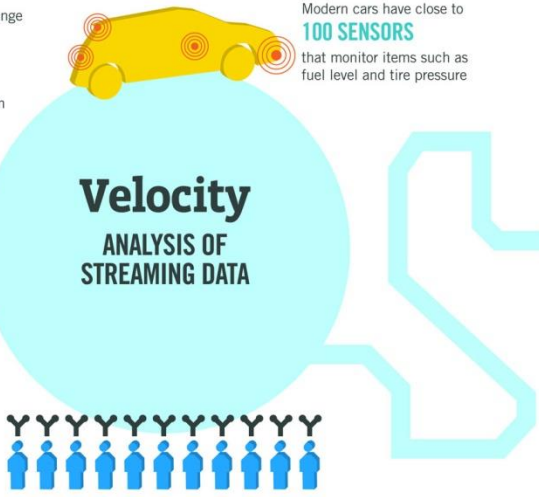 Modern cars have close to
100 SENSORS
that monitor items such as
fuel level and tire pressure
Velocity
ANALYSIS OF
STREAMING DATA